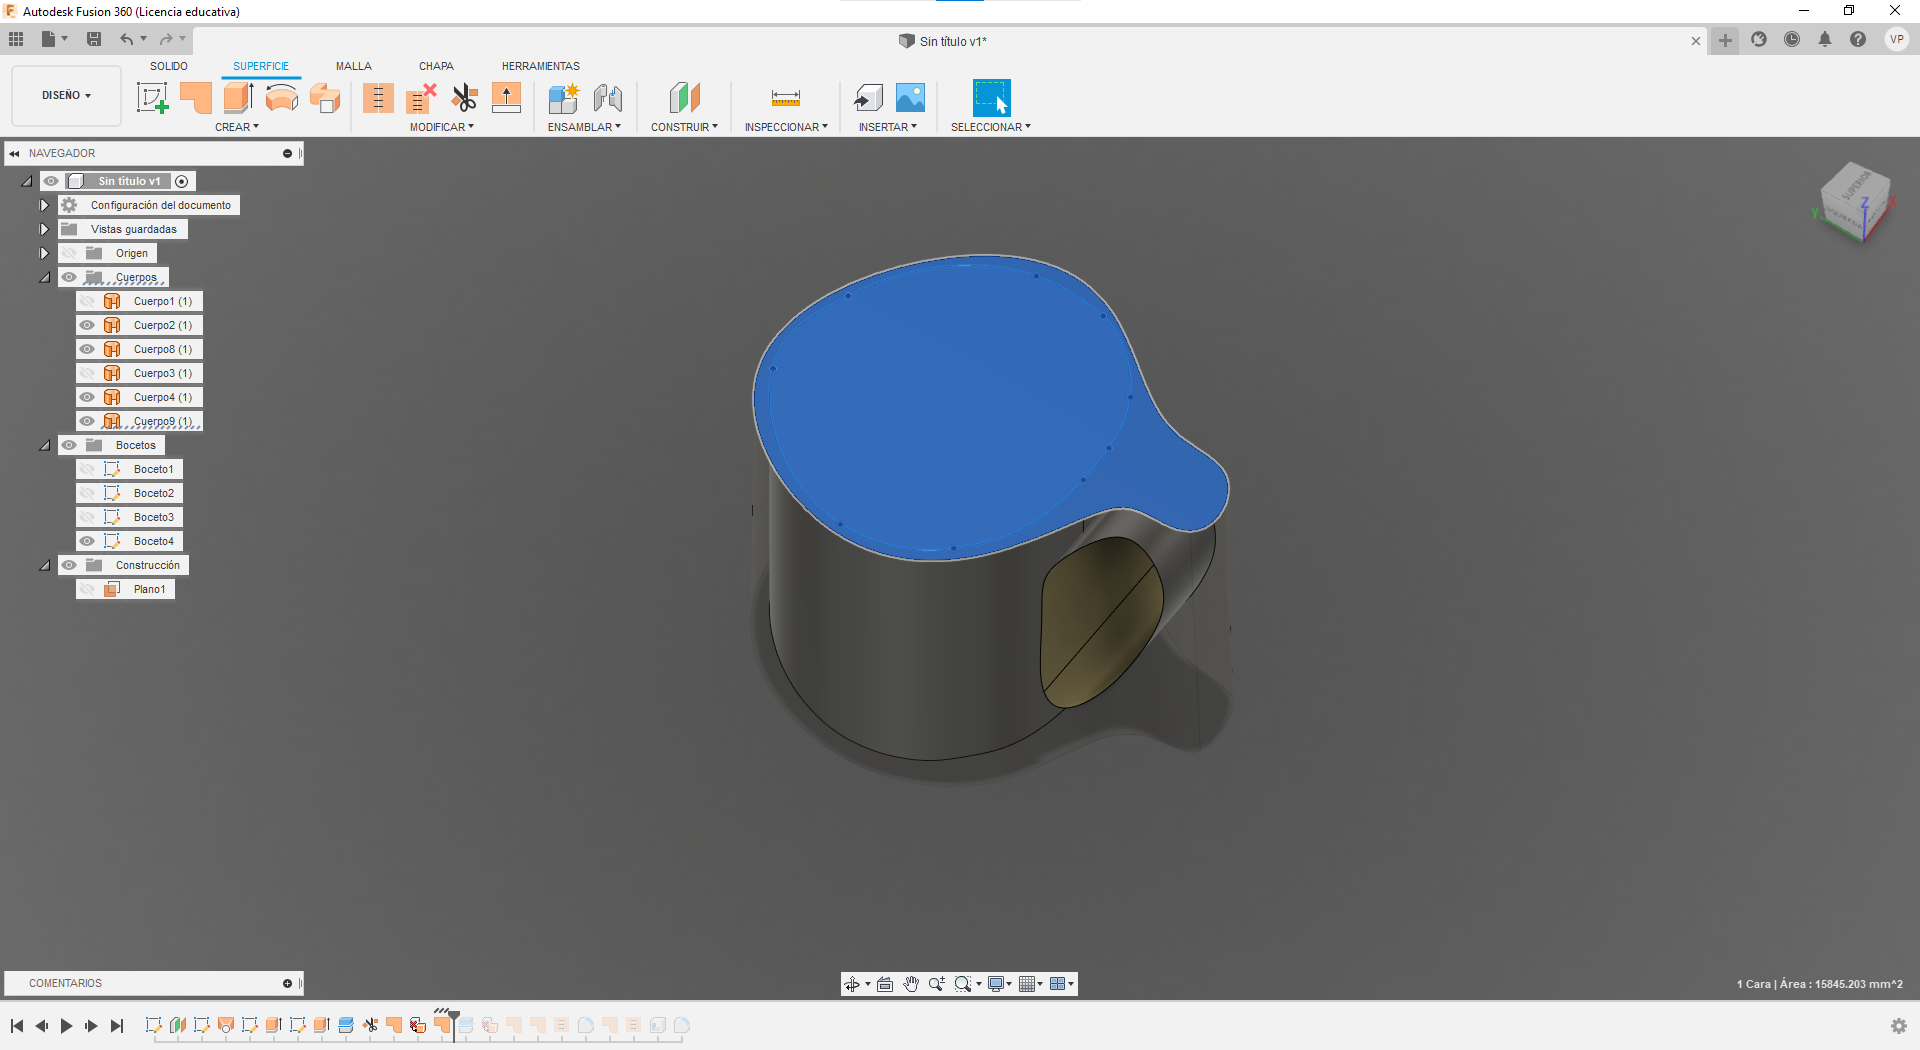 Autodesk Fusion 360 (Licencia educativa)
Sin título v1*
VP
DISEÑO
SOLIDO
SUPERFICIE
MALLA
CHAPA
HERRAMIENTAS
CREAR
MODIFICAR
ENSAMBLAR
CONSTRUIR
INSPECCIONAR
INSERTAR
SELECCIONAR
NAVEGADOR
Sin título v1
Configuración del documento
Vistas guardadas
Origen
Cuerpos
Cuerpo1 (1)
Cuerpo2 (1)
Cuerpo8 (1)
Cuerpo3 (1)
Cuerpo4 (1)
Cuerpo9 (1)
Bocetos
Boceto1
Boceto2
Boceto3
Boceto4
Construcción
Plano1
SUPERIOR
Z
X
Y
COMENTARIOS
1 Cara | Área : 15845.203 mm^2